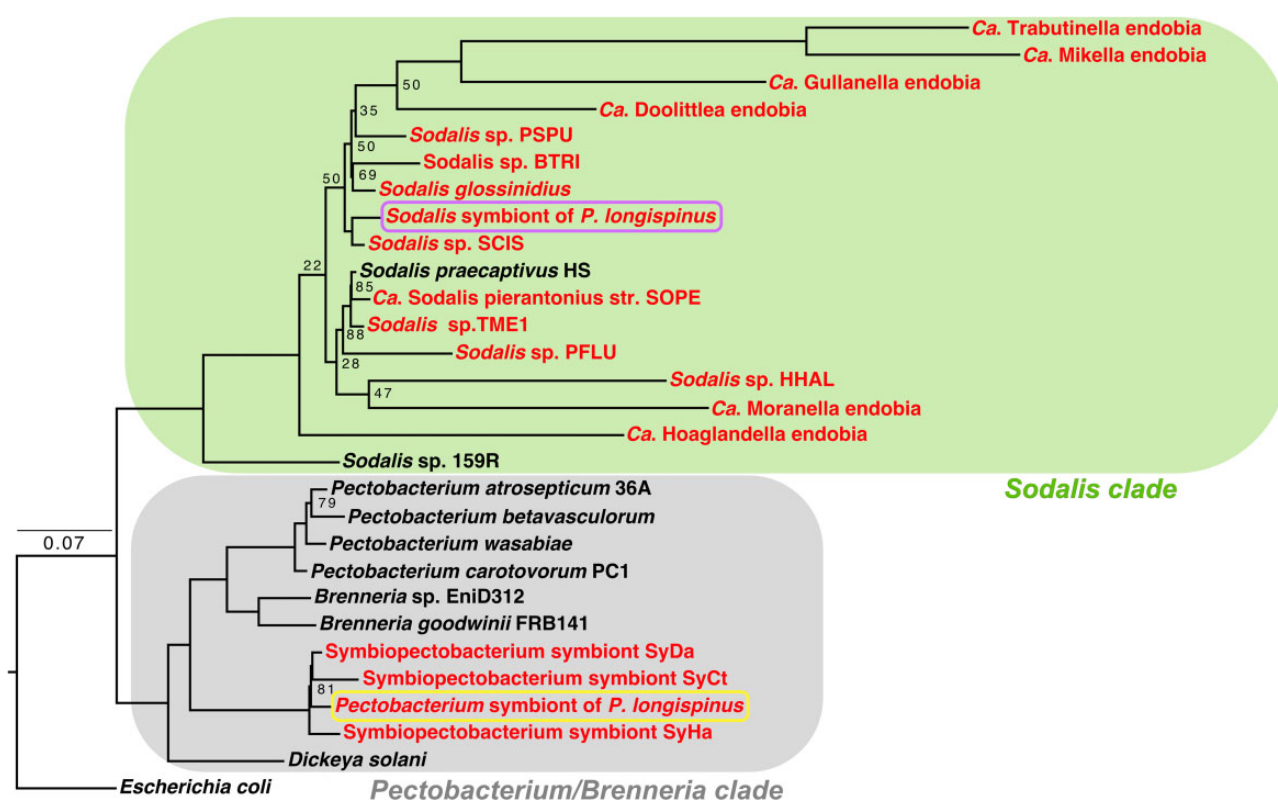 Ca. Trabutinella endobia
Ca. Mikella endobia
Ca. Gullanella endobia
50
Ca. Doolittlea endobia
35
Sodalis sp. PSPU
50
Sodalis sp. BTRI
69
50
Sodalis glossinidius
Sodalis symbiont of P. longispinus
Sodalis sp. SCIS
22
Sodalis praecaptivus HS
85
Ca. Sodalis pierantonius str. SOPE
Sodalis sp.TME1
88
Sodalis sp. PFLU
28
Sodalis sp. HHAL
47
Ca. Moranella endobia
Ca. Hoaglandella endobia
Sodalis sp. 159R
Sodalis clade
Pectobacterium atrosepticum 36A
79
Pectobacterium betavasculorum
Pectobacterium wasabiae
0.07
Pectobacterium carotovorum PC1
Brenneria sp. EniD312
Brenneria goodwinii FRB141
Symbiopectobacterium symbiont SyDa
Symbiopectobacterium symbiont SyCt
81
Pectobacterium symbiont of P. longispinus
Symbiopectobacterium symbiont SyHa
Dickeya solani
Escherichia coli
Pectobacterium/Brenneria clade